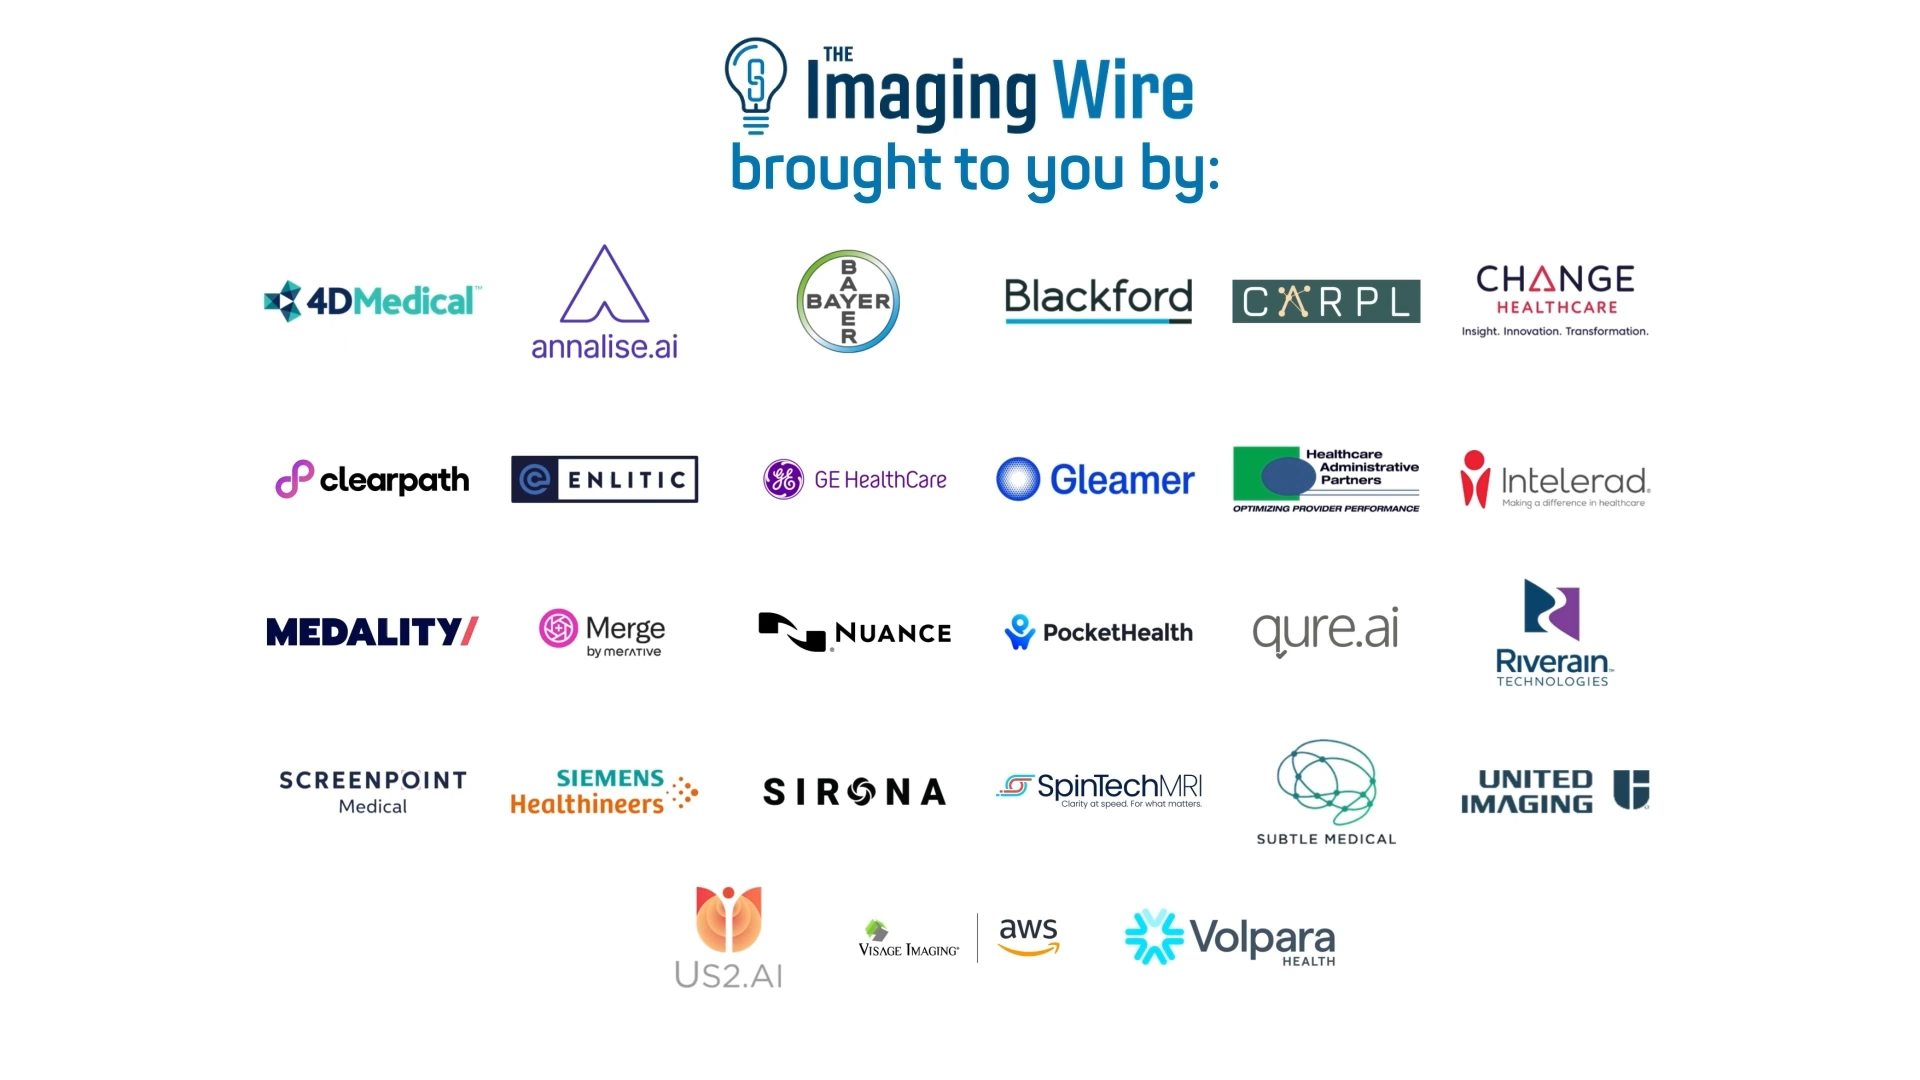 THE
Imaging Wire
brought to you by:
4DMedical™
annalise.ai
BAYER
BAYER
Blackford
CARPL
CHANGE
HEALTHCARE
Insight. Innovation. Transformation.
clearpath
e ENLITIC
GE GE HealthCare
Gleamer
Healthcare
Administrative
Partners
OPTIMIZING PROVIDER PERFORMANCE
Intelerad®
Making a difference in healthcare
MEDALITY/
Merge
by merative
NUANCE
PocketHealth
qure.ai
Riverain™
TECHNOLOGIES
SCREENPOINT
Medical
SIEMENS
Healthineers
SIRONA
SpinTechMRI
Clarity at speed. For what matters.
SUBTLE MEDICAL
UNITED
IMAGING
US2.AI
VISAGE IMAGING®
aws
Volpara
HEALTH